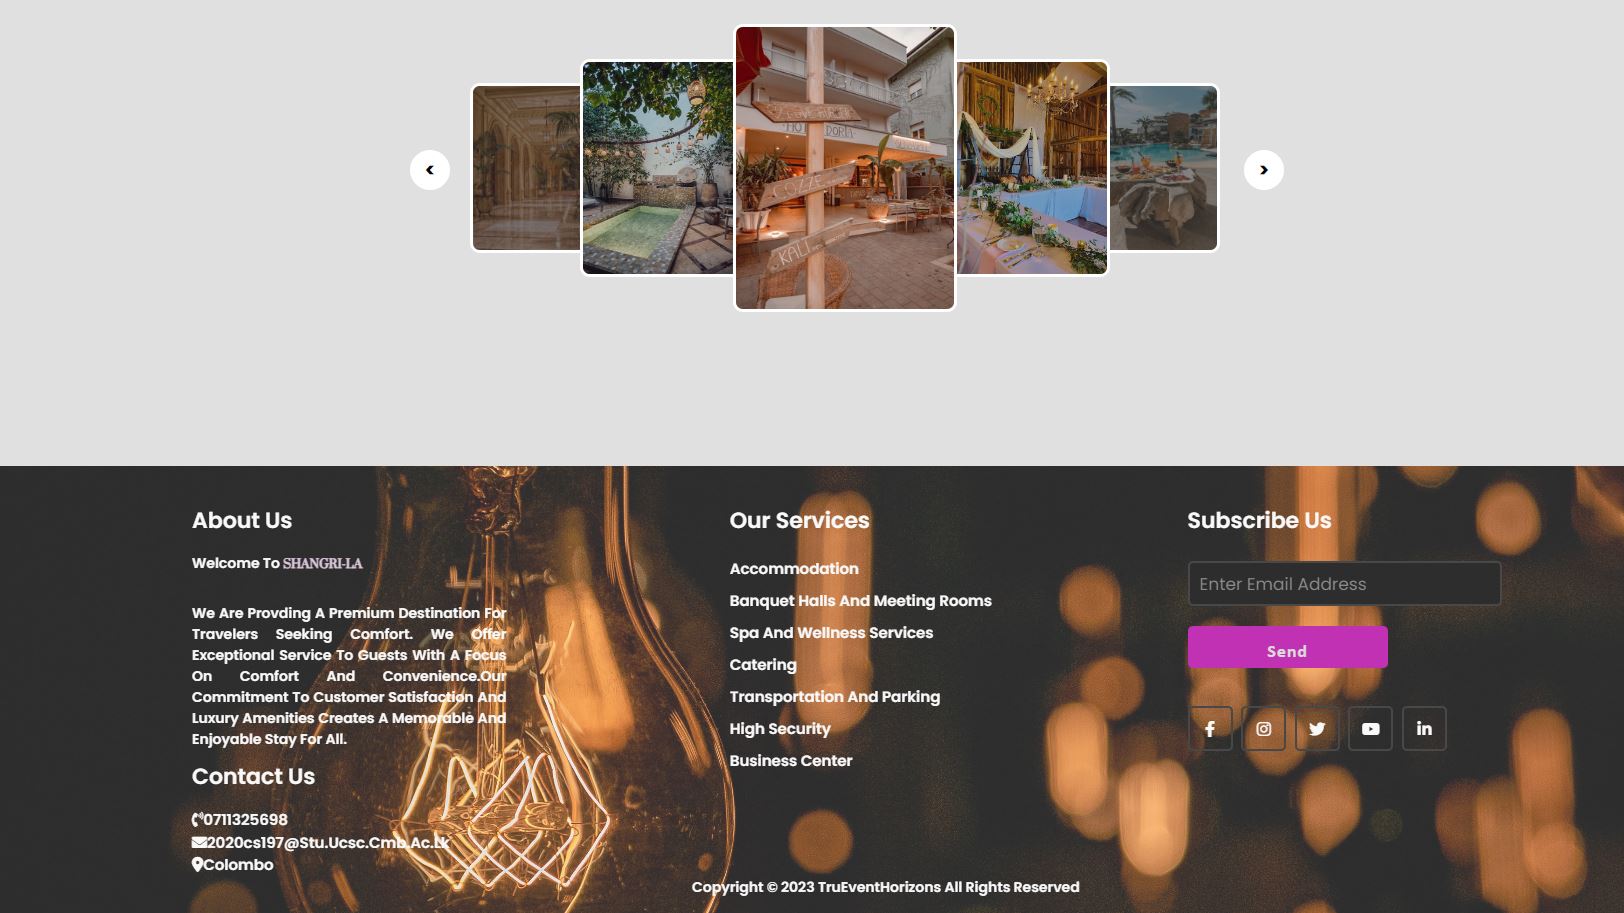 HOTEL DORIA
COZZE
KALI
‹
›
About Us
Welcome To SHANGRI-LA
We Are Provding A Premium Destination For
Travelers Seeking Comfort. We Offer
Exceptional Service To Guests With A Focus
On Comfort And Convenience.Our
Commitment To Customer Satisfaction And
Luxury Amenities Creates A Memorable And
Enjoyable Stay For All.
Contact Us
0711325698
2020cs197@Stu.Ucsc.Cmb.Ac.Lk
Colombo
Our Services
Accommodation
Banquet Halls And Meeting Rooms
Spa And Wellness Services
Catering
Transportation And Parking
High Security
Business Center
Subscribe Us
Enter Email Address
Send
Copyright © 2023 TruEventHorizons All Rights Reserved